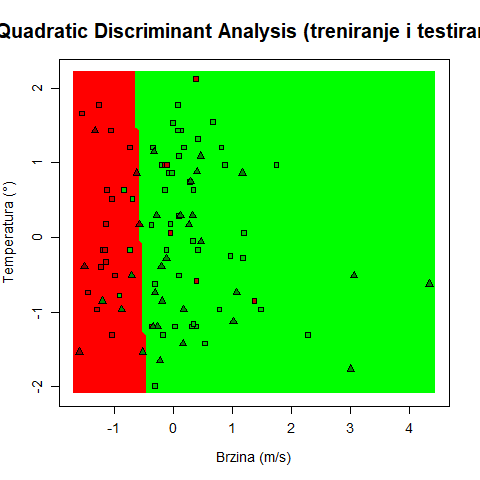 Quadratic Discriminant Analysis (treniranje i testiran
Temperatura (°)
2
1
0
-1
-2
-1 0 1 2 3 4
Brzina (m/s)